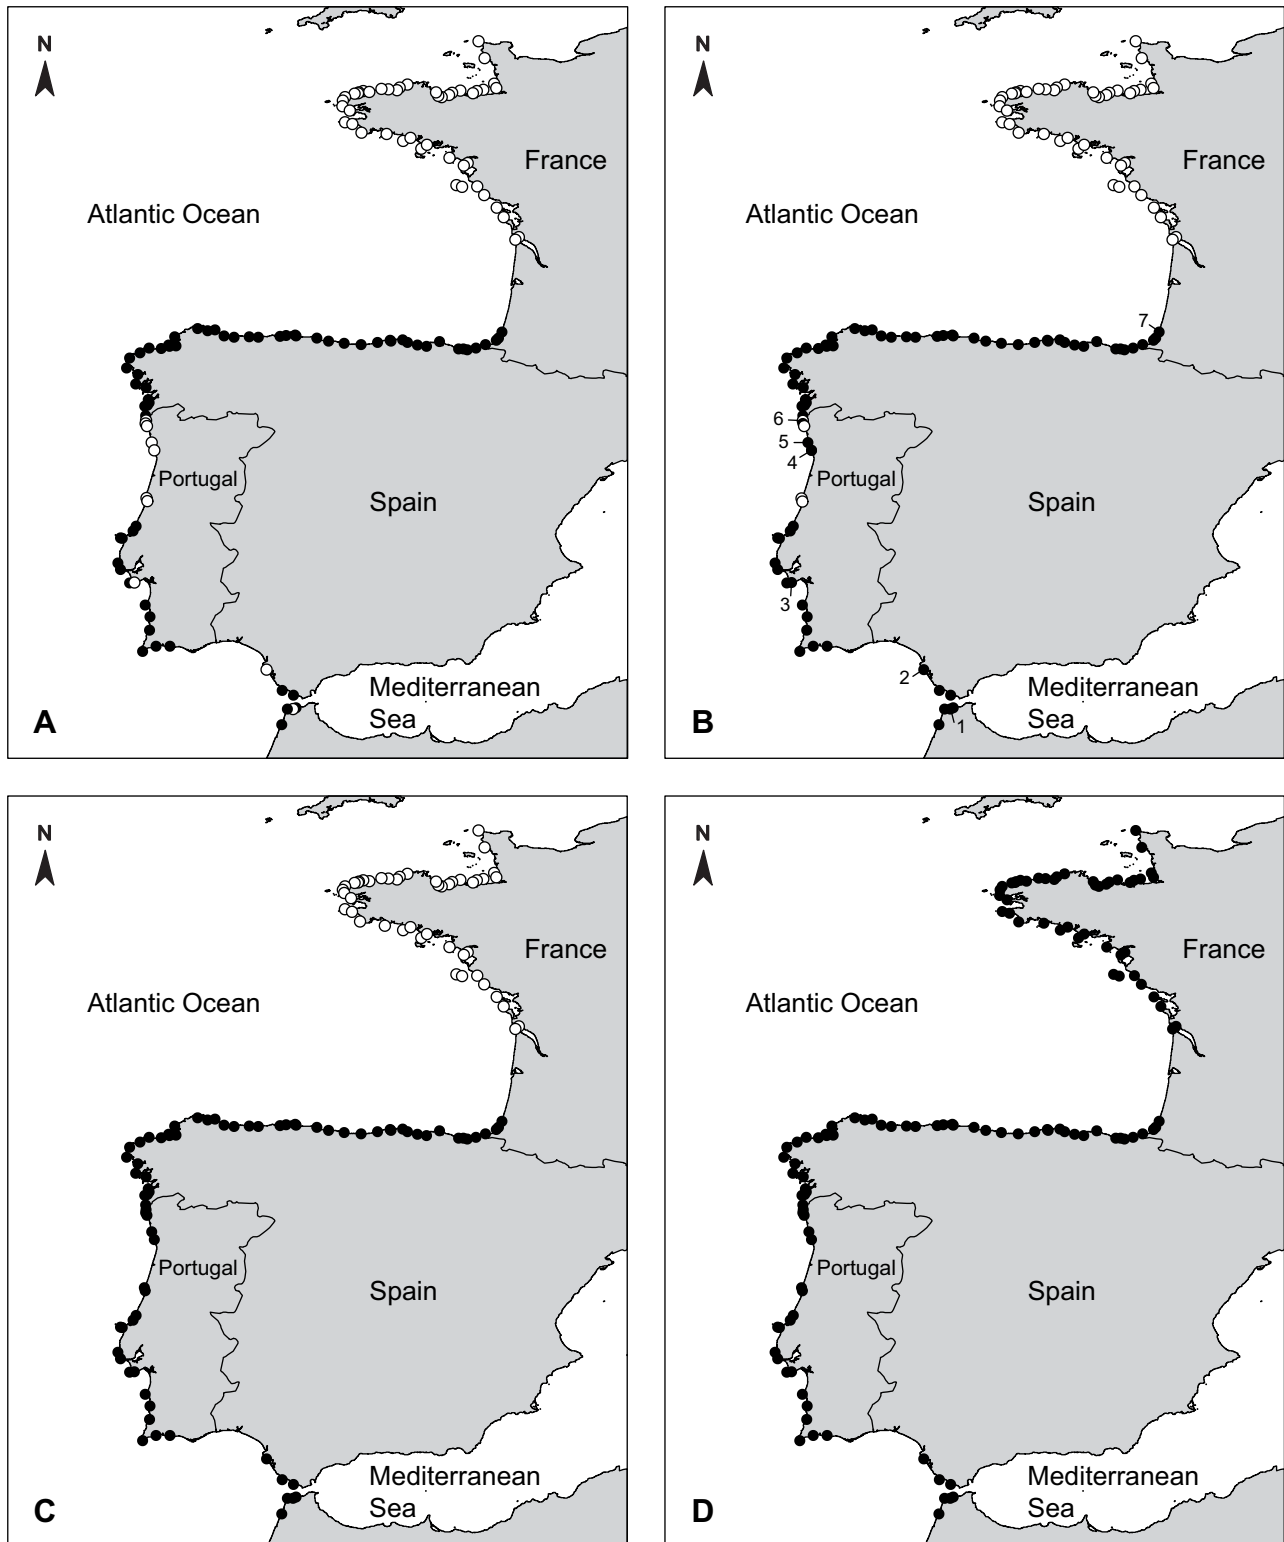 N
France
Atlantic Ocean
Portugal
Spain
Mediterranean
Sea
A
N
France
Atlantic Ocean
7
6
5
4
Portugal
Spain
3
2
Mediterranean
Sea
1
B
N
France
Atlantic Ocean
Portugal
Spain
Mediterranean
Sea
C
N
France
Atlantic Ocean
Portugal
Spain
Mediterranean
Sea
D